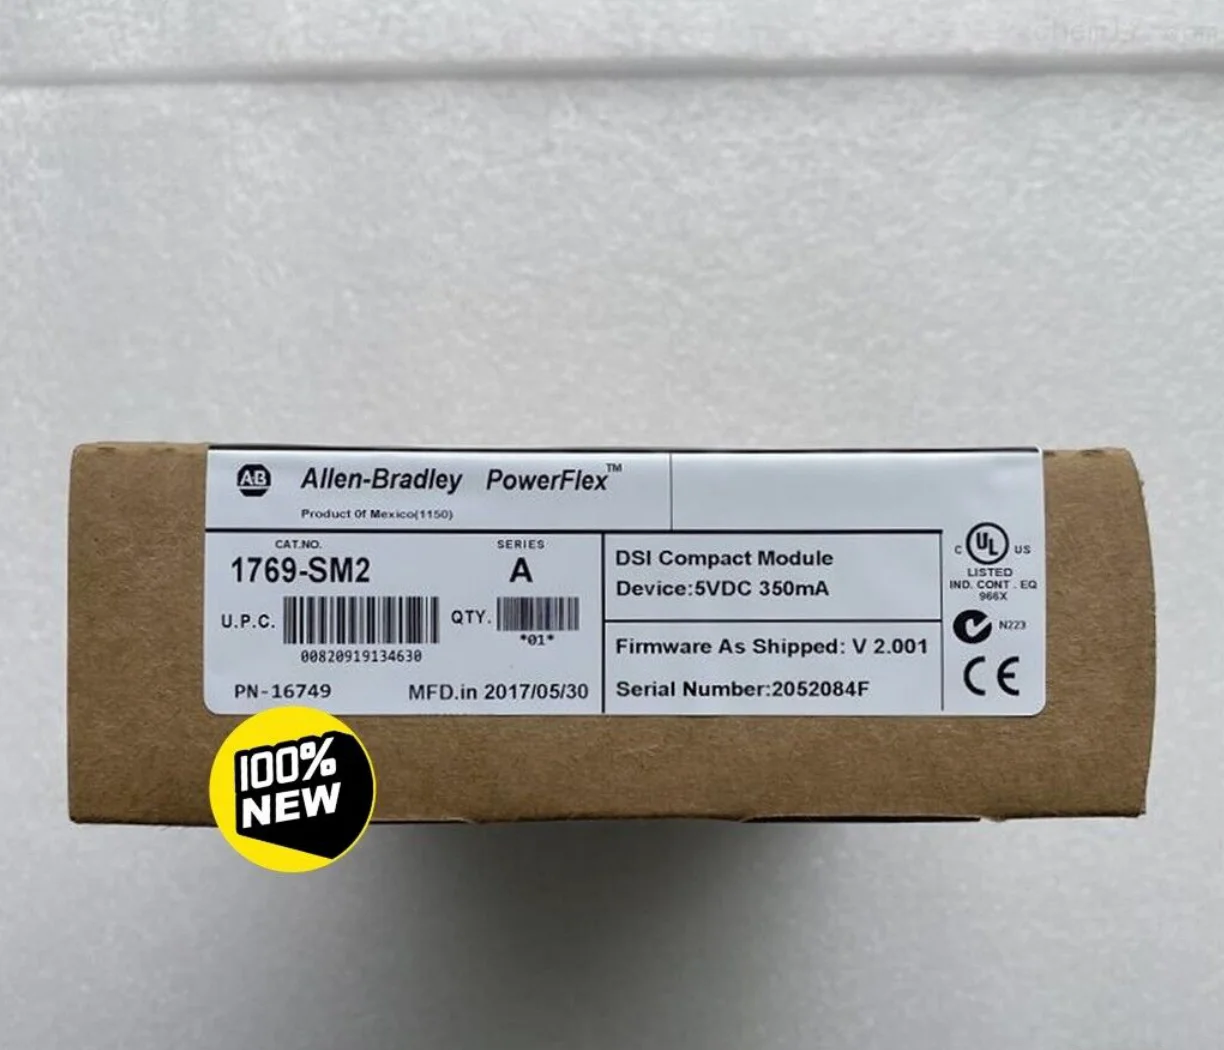 AB Allen-Bradley PowerFlex™
Product Of Mexico(1150)
CAT.NO.
1769-SM2
SERIES
A
U.P.C.
00820919134630
QTY.
*01*
PN-16749
MFD.in 2017/05/30
DSI Compact Module
Device:5VDC 350mA
Firmware As Shipped: V 2.001
Serial Number:2052084F
C UL US
LISTED
IND. CONT . EQ
966X
N223
CE
100%
NEW